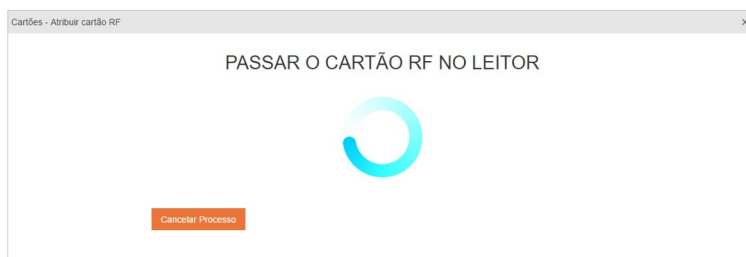 Cartões - Atribuir cartão RF
×
PASSAR O CARTÃO RF NO LEITOR
Cancelar Processo